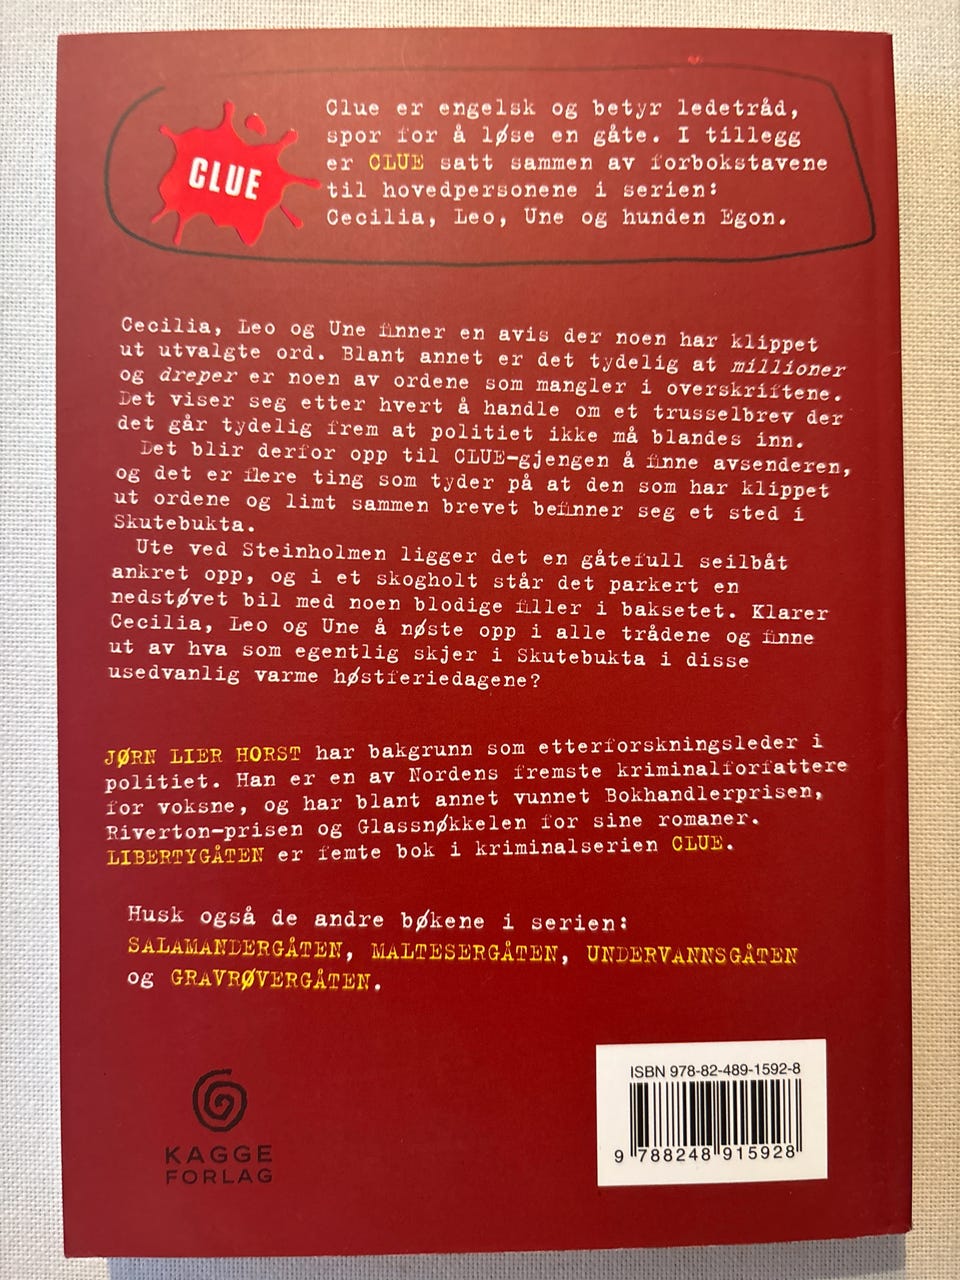 Clue er engelsk og betyr ledetråd,
spor for å løse en gåte. I tillegg
er CLUE satt sammen av forbokstavene
til hovedpersonene i serien:
Cecilia, Leo, Une og hunden Egon.
CLUE
Cecilia, Leo og Une finner en avis der noen har klippet
ut utvalgte ord. Blant annet er det tydelig at millioner
og dreper er noen av ordene som mangler i overskriftene.
Det viser seg etter hvert å handle om et trusselbrev der
det går tydelig frem at politiet ikke må blandes inn.
Det blir derfor opp til CLUE-gjengen å finne avsenderen,
og det er flere ting som tyder på at den som har klippet
ut ordene og limt sammen brevet befinner seg et sted i
Skutebukta.
Ute ved Steinholmen ligger det en gåtefull seilbåt
ankret opp, og i et skogholt står det parkert en
nedstøvet bil med noen blodige filler i baksetet. Klarer
Cecilia, Leo og Une å nøste opp i alle trådene og finne
ut av hva som egentlig skjer i Skutebukta i disse
usedvanlig varme høstferiedagene?
JØRN LIER HORST har bakgrunn som etterforskningsleder i
politiet. Han er en av Nordens fremste kriminalforfattere
for voksne, og har blant annet vunnet Bokhandlerprisen,
Riverton-prisen og Glassnøkkelen for sine romaner.
LIBERTYGÅTEN er femte bok i kriminalserien CLUE.
Husk også de andre bøkene i serien:
SALAMANDERGÅTEN, MALTESERGÅTEN, UNDERVANNSGÅTEN
og GRAVRØVERGÅTEN.
KAGGE
FORLAG
ISBN 978-82-489-1592-8
9 788248 915928